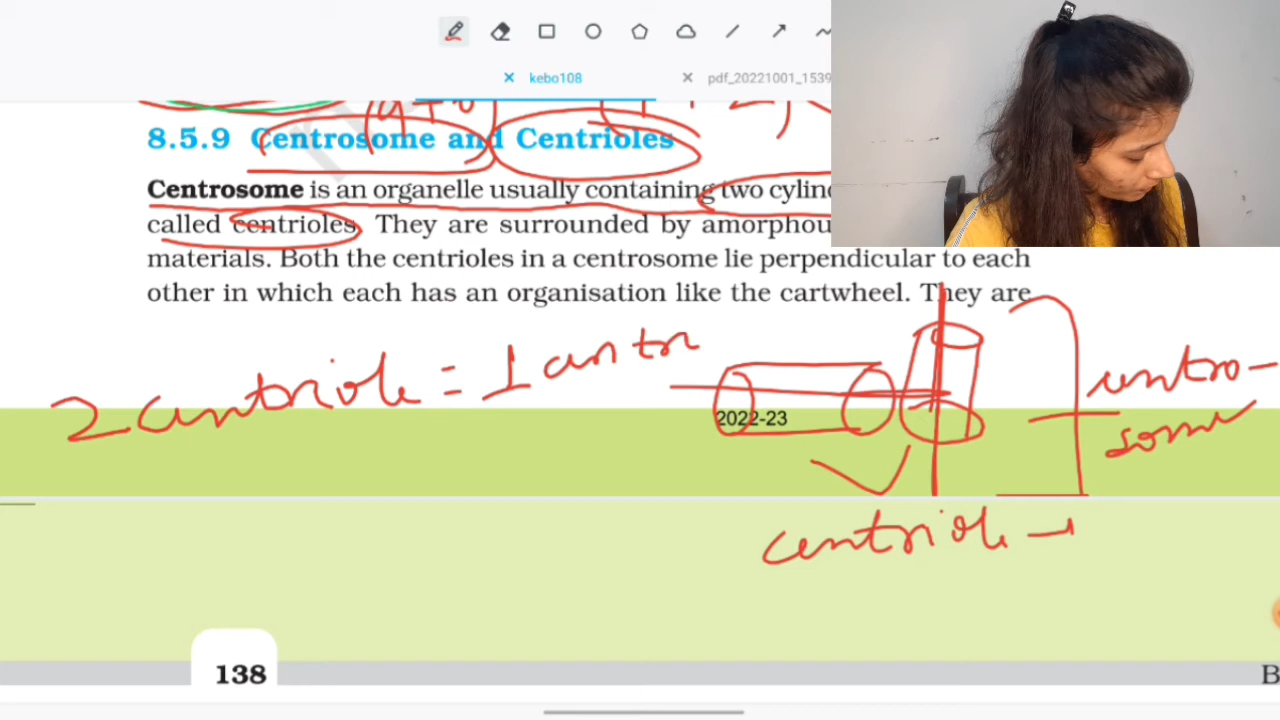 kebo108
pdf_20221001_1539
8.5.9 Centrosome and Centrioles
Centrosome is an organelle usually containing two cylind
called centrioles. They are surrounded by amorphou
materials. Both the centrioles in a centrosome lie perpendicular to each
other in which each has an organisation like the cartwheel. They are
2 centriole = 1 centr
centro-
some
2022-23
centriole
138
B